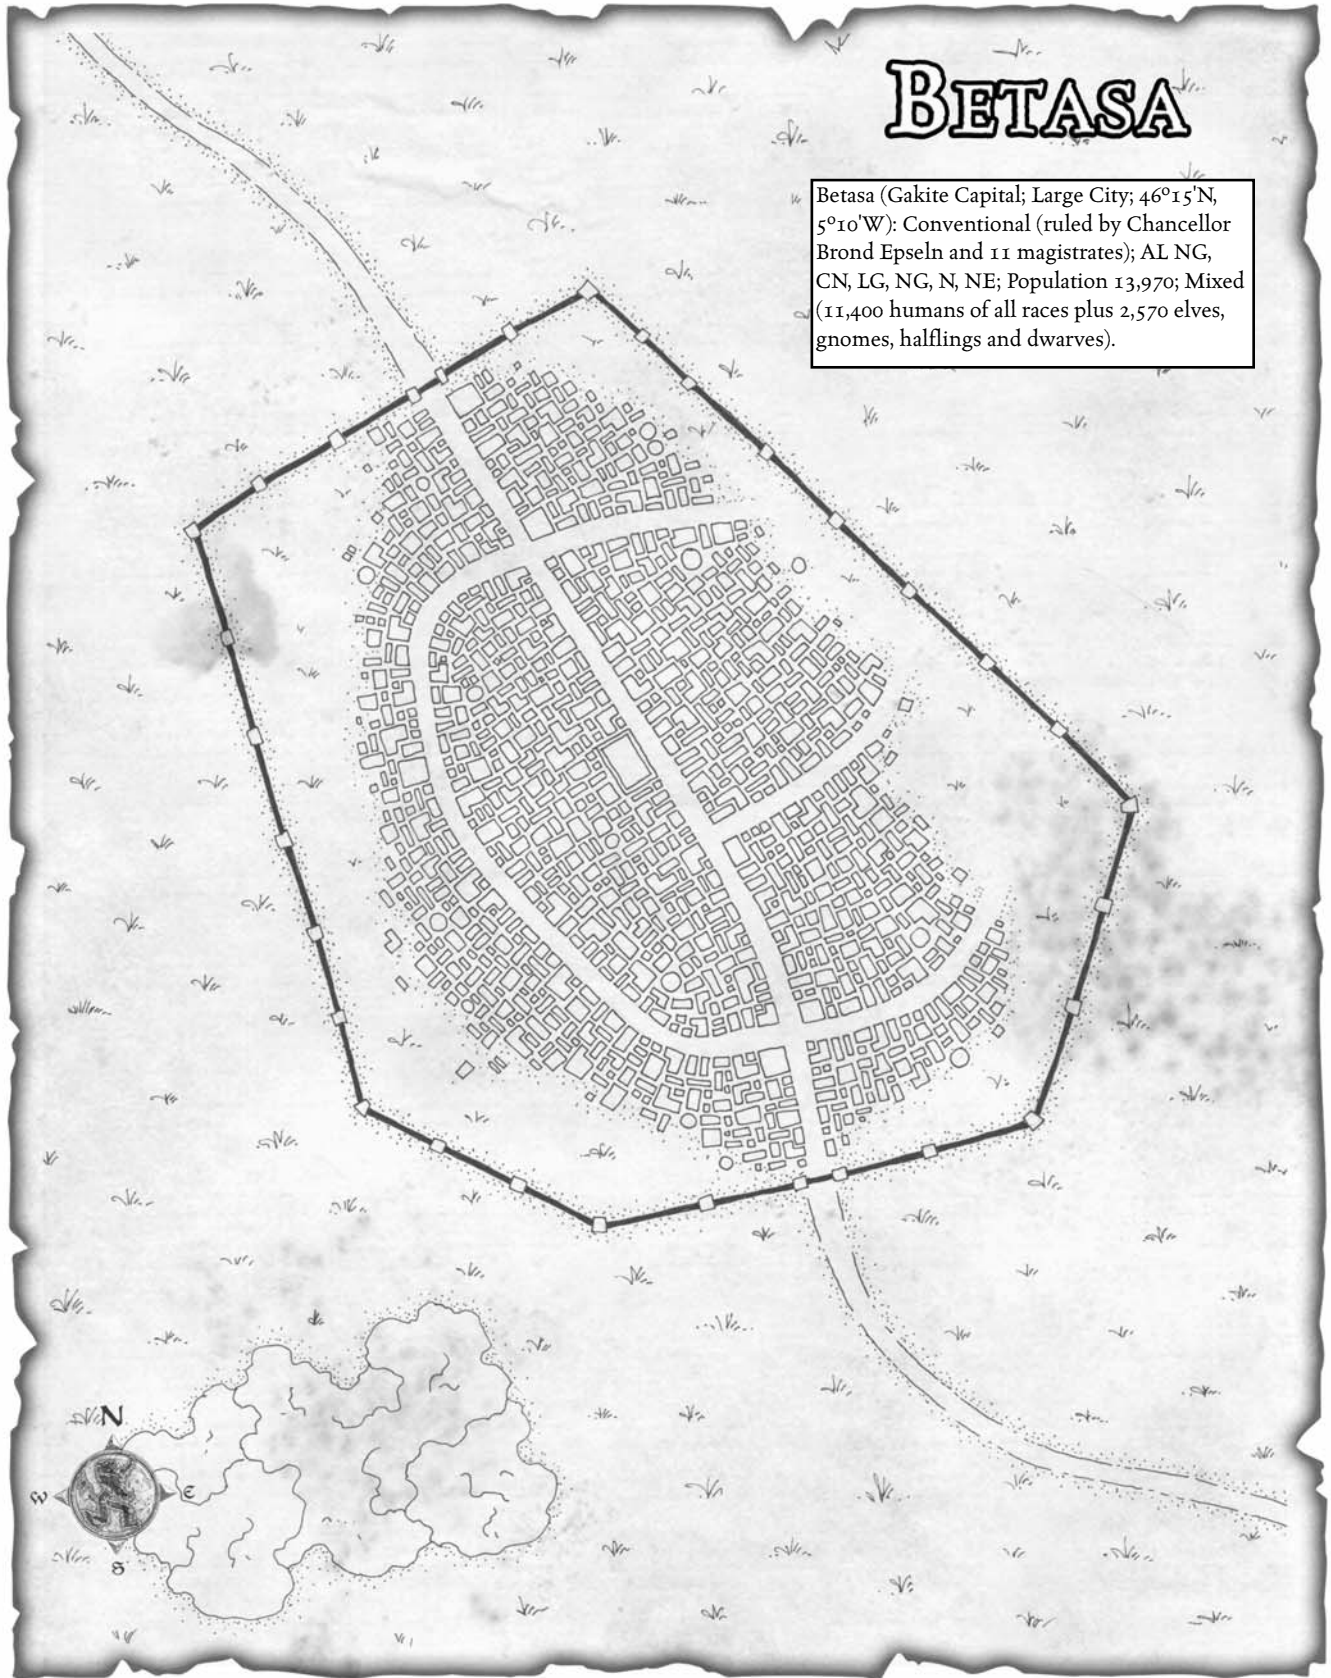 BETASA
Betasa (Gakite Capital; Large City; 46°15'N,
5°10'W): Conventional (ruled by Chancellor
Brond Epseln and 11 magistrates); AL NG,
CN, LG, NG, N, NE; Population 13,970; Mixed
(11,400 humans of all races plus 2,570 elves,
gnomes, halflings and dwarves).
N
W E
S